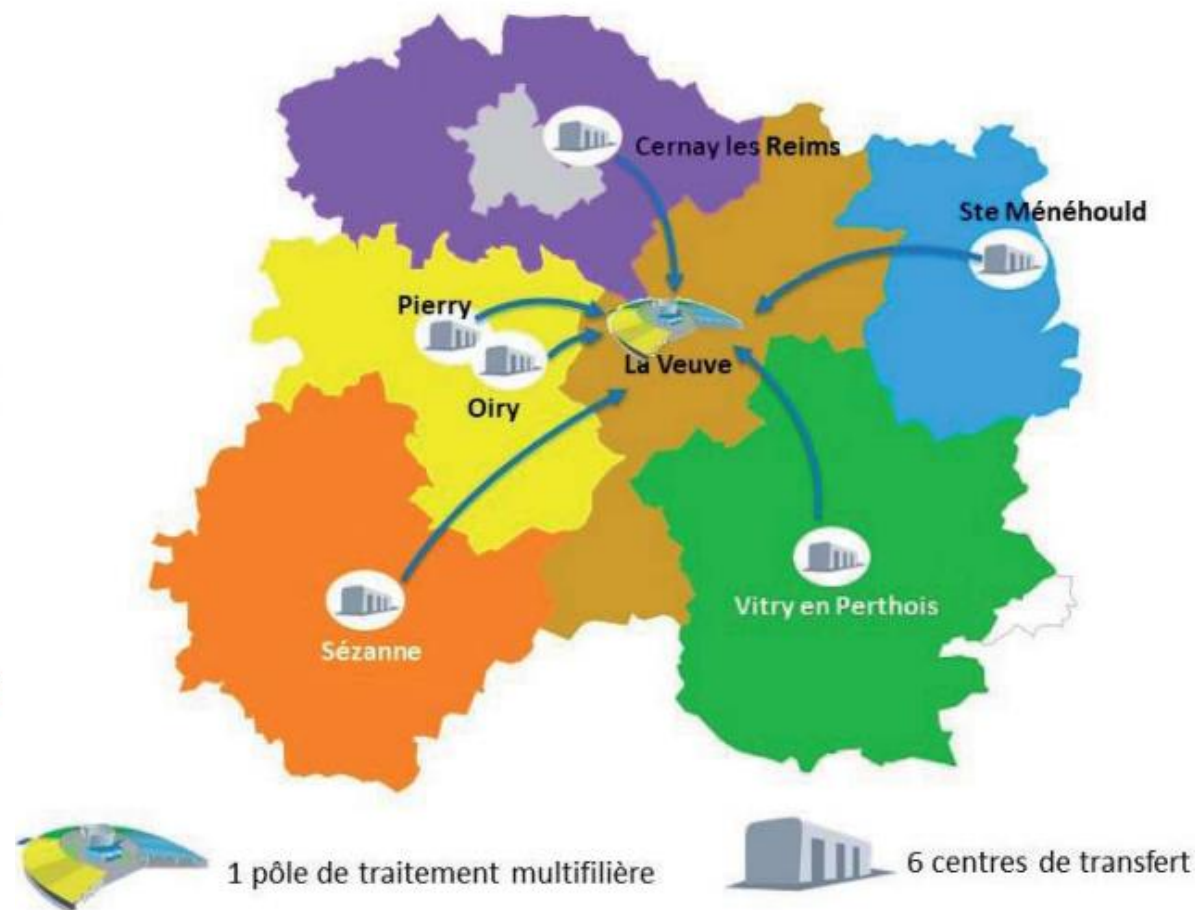 Cernay les Reims
Ste Ménéhould
Pierry
La Veuve
Oiry
Vitry en Perthois
Sézanne
1 pôle de traitement multifilière
6 centres de transfert